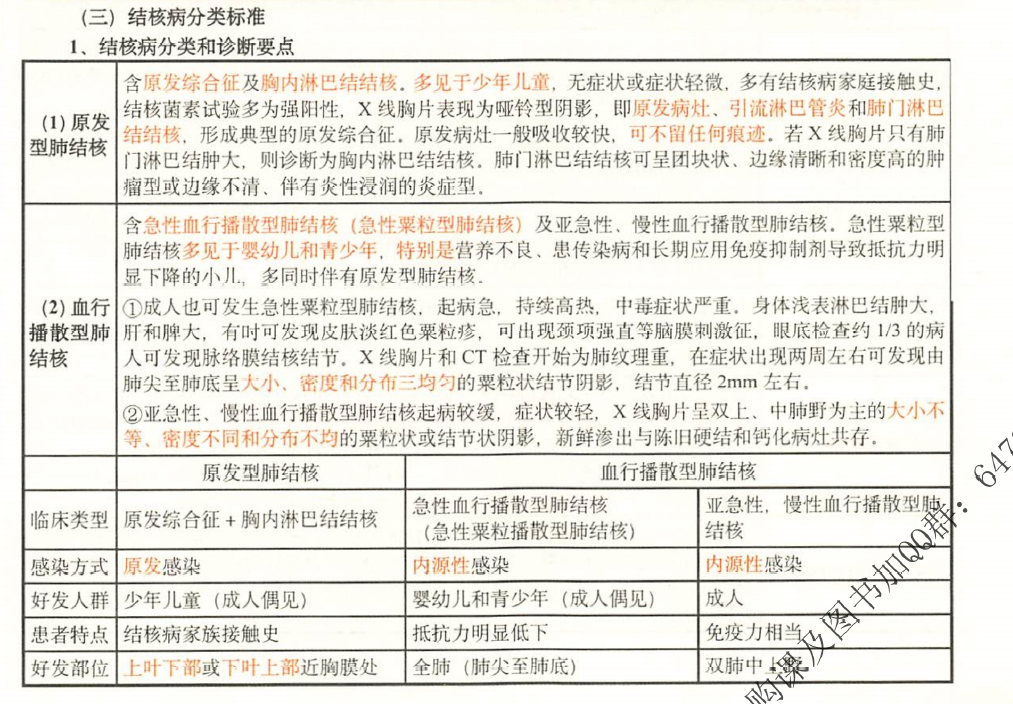 (三) 结核病分类标准
1、结核病分类和诊断要点
(1) 原发型肺结核
含原发综合征及胸内淋巴结结核。多见于少年儿童，无症状或症状轻微，多有结核病家庭接触史，
结核菌素试验多为强阳性，X 线胸片表现为哑铃型阴影，即原发病灶、引流淋巴管炎和肺门淋巴
结结核，形成典型的原发综合征。原发病灶一般吸收较快，可不留任何痕迹。若 X 线胸片只有肺
门淋巴结肿大，则诊断为胸内淋巴结结核。肺门淋巴结结核可呈团块状、边缘清晰和密度高的肿
瘤型或边缘不清、伴有炎性浸润的炎症型。
(2) 血行播散型肺结核
含急性血行播散型肺结核（急性粟粒型肺结核）及亚急性、慢性血行播散型肺结核。急性粟粒型
肺结核多见于婴幼儿和青少年，特别是营养不良、患传染病和长期应用免疫抑制剂导致抵抗力明
显下降的小儿，多同时伴有原发型肺结核.
①成人也可发生急性粟粒型肺结核，起病急，持续高热，中毒症状严重。身体浅表淋巴结肿大，
肝和脾大，有时可发现皮肤淡红色粟粒疹，可出现颈项强直等脑膜刺激征，眼底检查约 1/3 的病
人可发现脉络膜结核结节。X 线胸片和 CT 检查开始为肺纹理重，在症状出现两周左右可发现由
肺尖至肺底呈大小、密度和分布三均匀的粟粒状结节阴影，结节直径 2mm 左右。
②亚急性、慢性血行播散型肺结核起病较缓，症状较轻，X 线胸片呈双上、中肺野为主的大小不
等、密度不同和分布不均的粟粒状或结节状阴影，新鲜渗出与陈旧硬结和钙化病灶共存。
原发型肺结核 血行播散型肺结核
临床类型 原发综合征 + 胸内淋巴结结核 急性血行播散型肺结核（急性粟粒播散型肺结核） 亚急性，慢性血行播散型肺结核
感染方式 原发感染 内源性感染 内源性感染
好发人群 少年儿童（成人偶见） 婴幼儿和青少年（成人偶见） 成人
患者特点 结核病家族接触史 抵抗力明显低下 免疫力相当
好发部位 上叶下部或下叶上部近胸膜处 全肺（肺尖至肺底） 双肺中上
购课及图书加QQ群：647